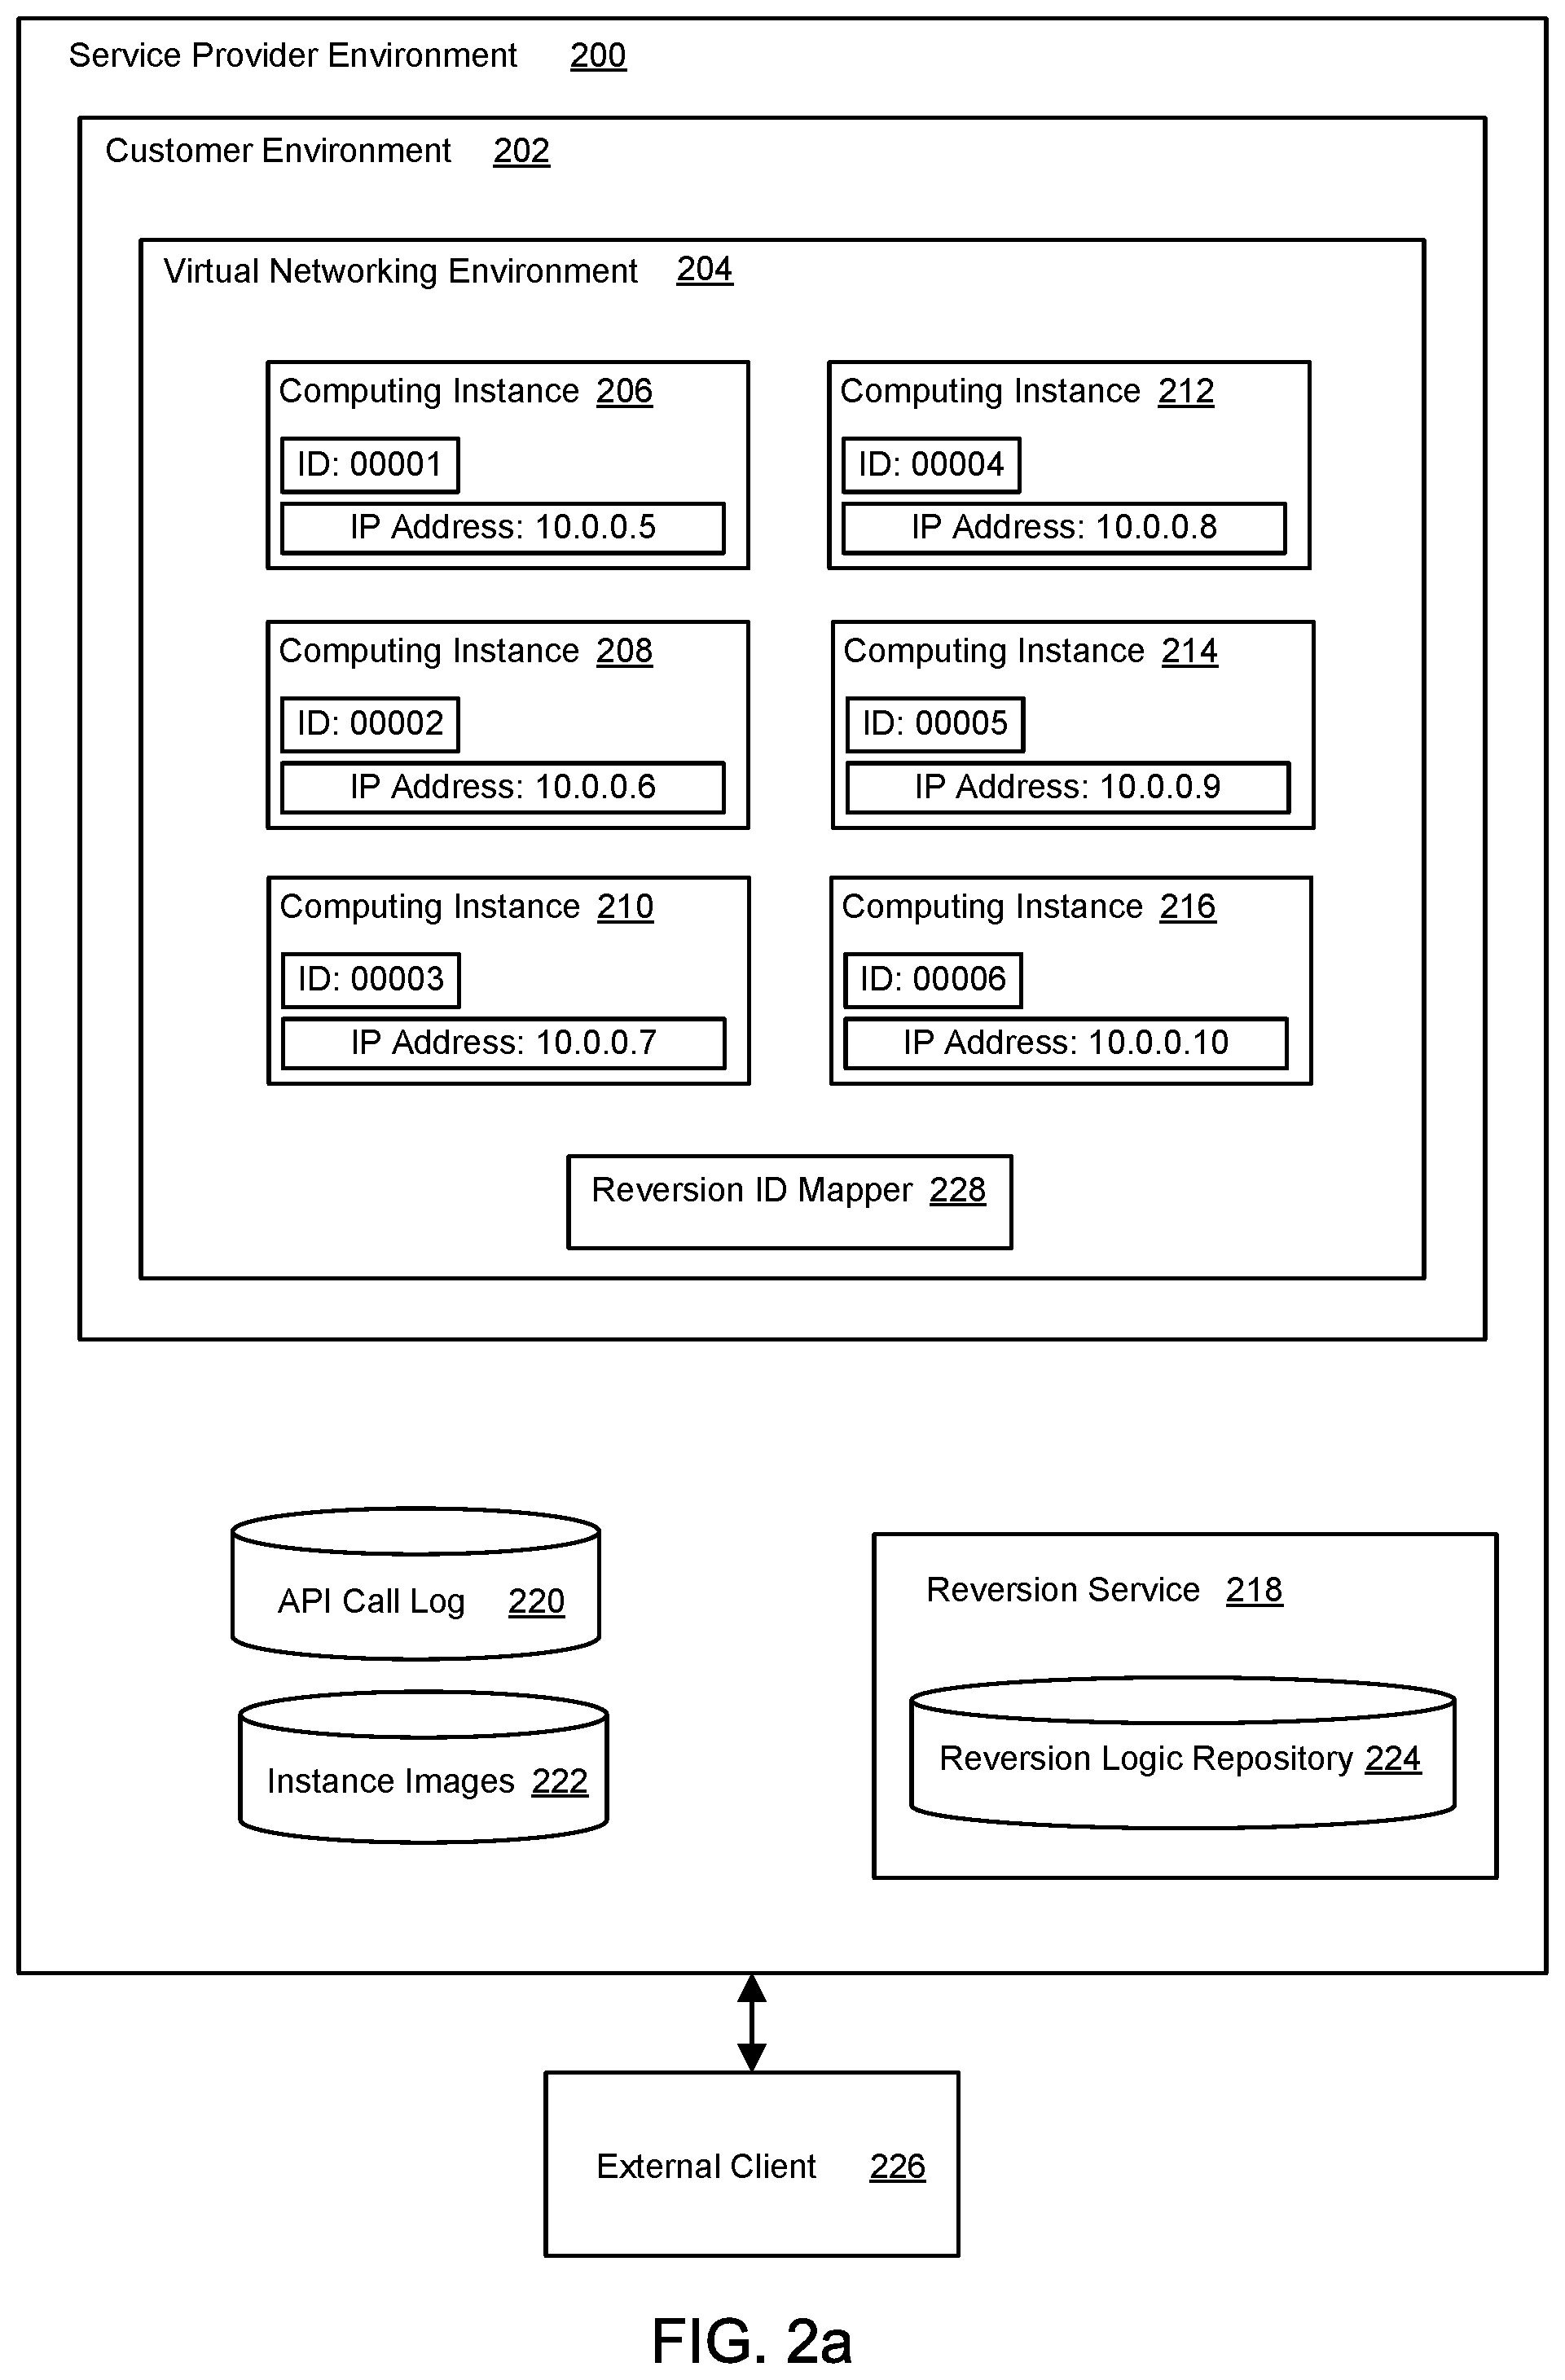 Service Provider Environment 200
Customer Environment 202
Virtual Networking Environment 204
Computing Instance 206
ID: 00001
IP Address: 10.0.0.5
Computing Instance 212
ID: 00004
IP Address: 10.0.0.8
Computing Instance 208
ID: 00002
IP Address: 10.0.0.6
Computing Instance 214
ID: 00005
IP Address: 10.0.0.9
Computing Instance 210
ID: 00003
IP Address: 10.0.0.7
Computing Instance 216
ID: 00006
IP Address: 10.0.0.10
Reversion ID Mapper 228
API Call Log 220
Instance Images 222
Reversion Service 218
Reversion Logic Repository 224
External Client 226
FIG. 2a